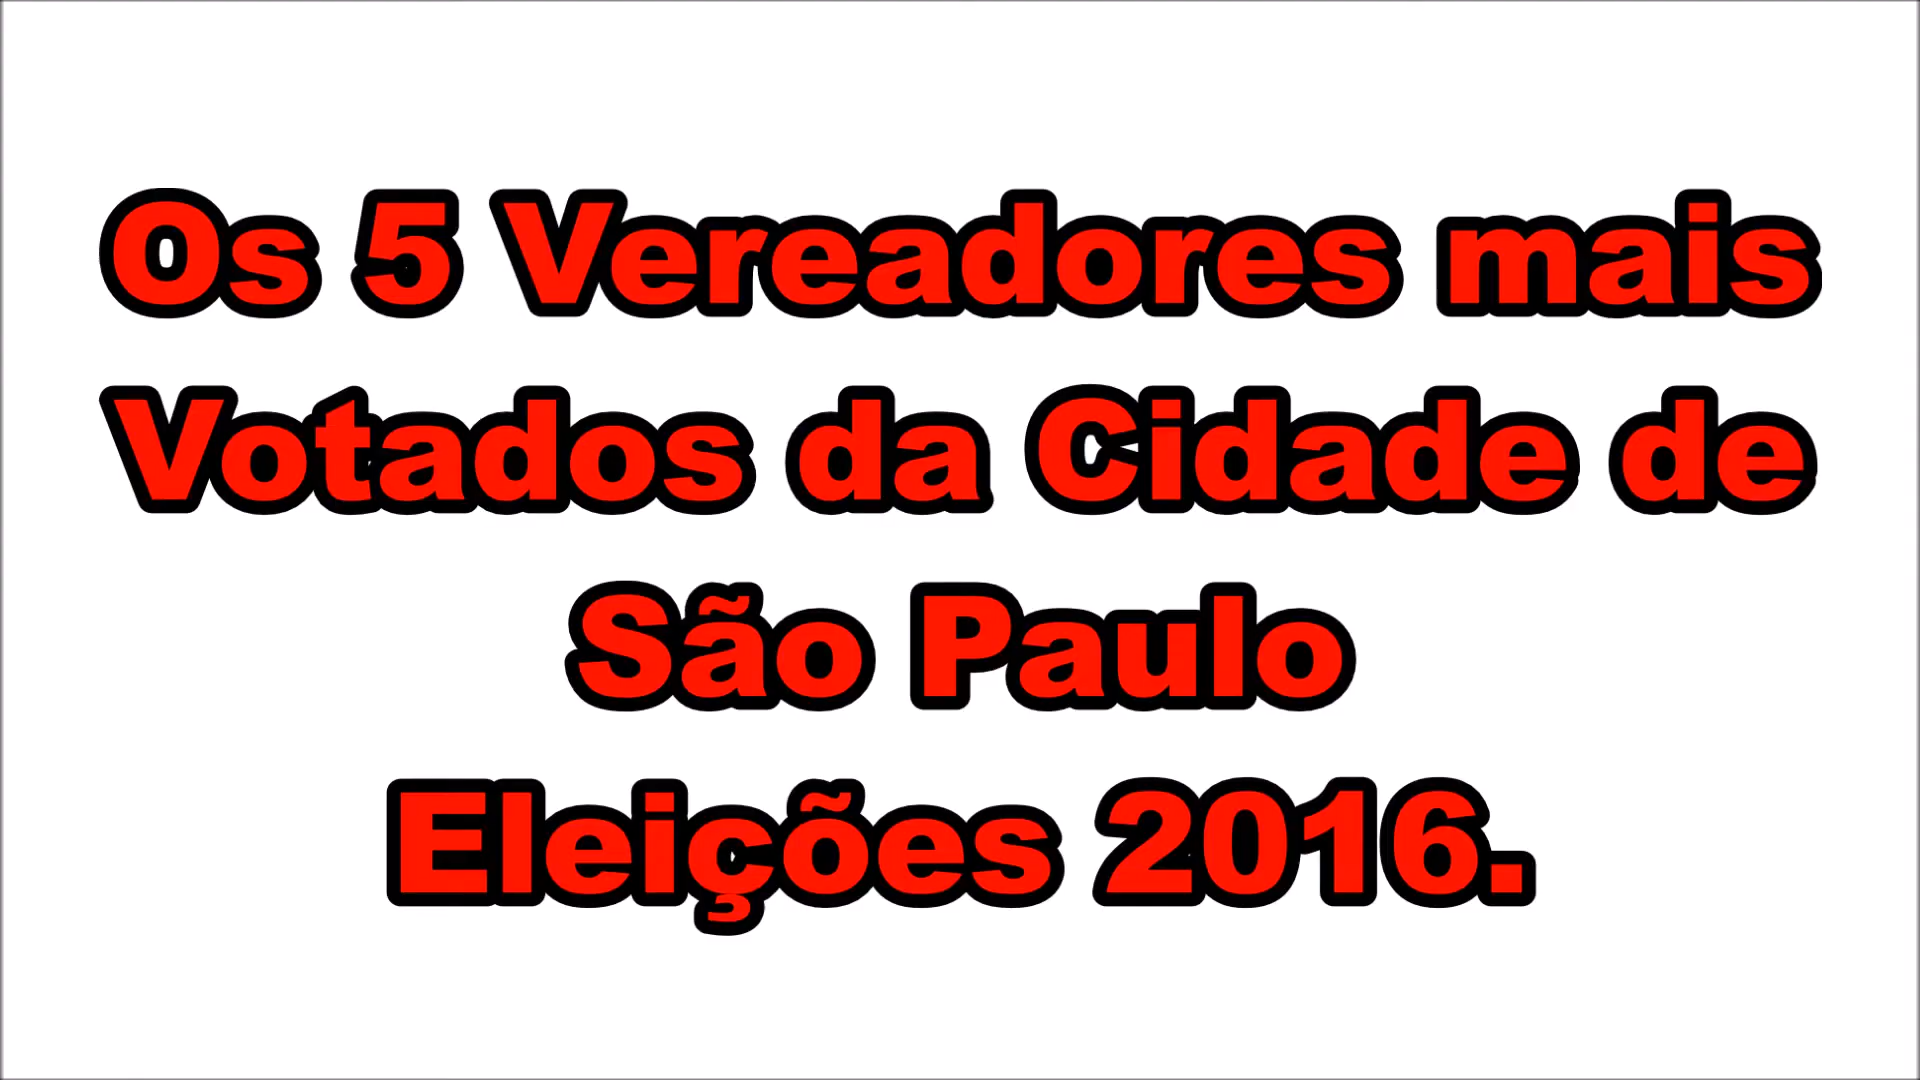 Os 5 Vereadores mais
Votados da Cidade de
São Paulo
Eleições 2016.